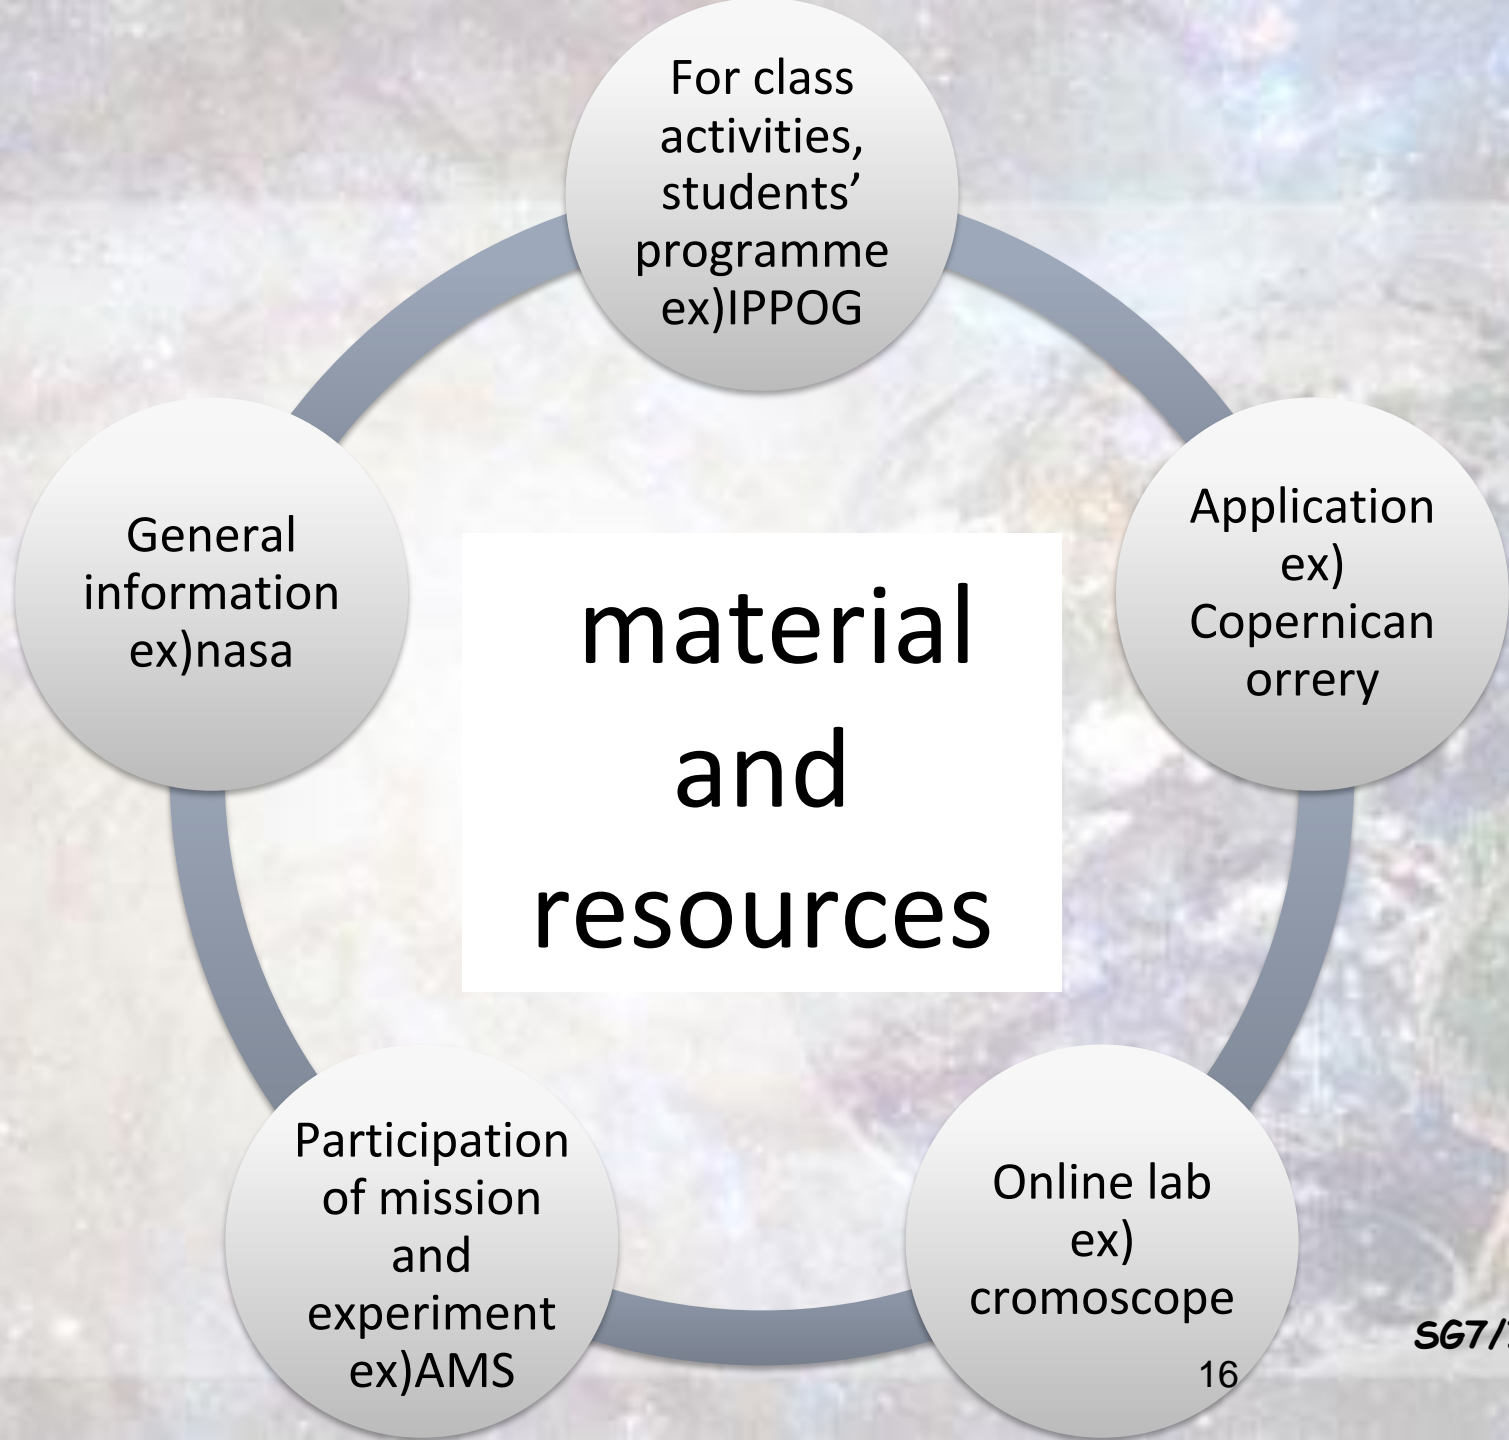 For class
activities,
students’
programme
ex)IPPOG
Application
ex)
Copernican
orrery
Online lab
ex)
cromoscope
Participation
of mission
and
experiment
ex)AMS
General
information
ex)nasa
material
and
resources
SG7/
16